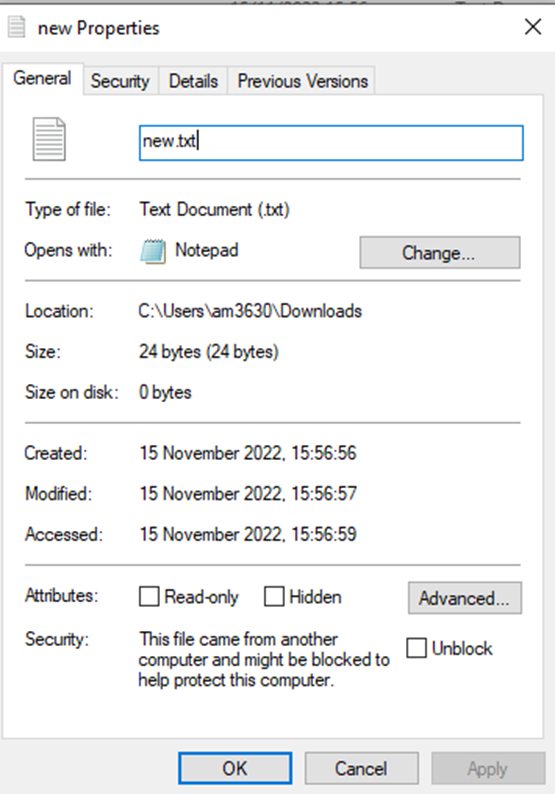 new Properties
General Security Details Previous Versions
new.txt
Type of file: Text Document (.txt)
Opens with: Notepad Change...
Location: C:\Users\am3630\Downloads
Size: 24 bytes (24 bytes)
Size on disk: 0 bytes
Created: 15 November 2022, 15:56:56
Modified: 15 November 2022, 15:56:57
Accessed: 15 November 2022, 15:56:59
Attributes: Read-only Hidden Advanced...
Security: This file came from another
computer and might be blocked to
help protect this computer. Unblock
OK Cancel Apply